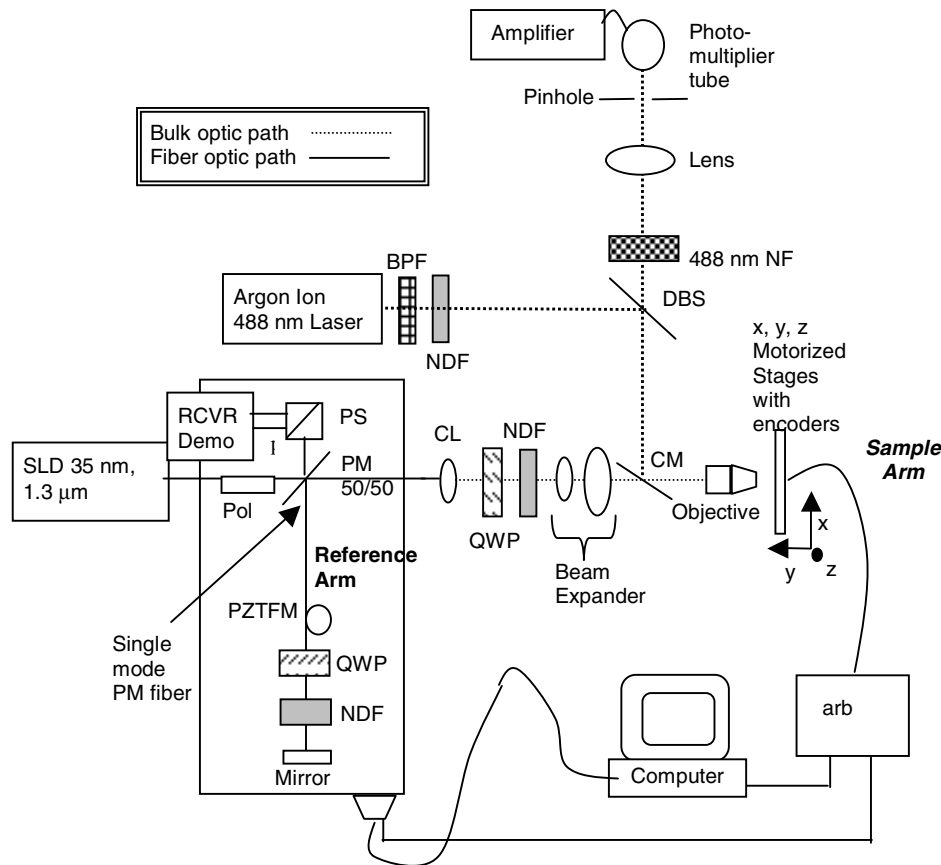 Amplifier
Photo-
multiplier
tube
Pinhole
Bulk optic path
Fiber optic path
Lens
488 nm NF
BPF
DBS
Argon Ion
488 nm Laser
NDF
x, y, z
Motorized
Stages
with
encoders
RCVR
Demo
PS
I
SLD 35 nm,
1.3 μm
Pol
PM
50/50
CL
NDF
CM
Sample
Arm
Objective
QWP
x
y
z
Beam
Expander
Reference
Arm
PZTFM
Single
mode
PM fiber
QWP
NDF
Mirror
Computer
arb